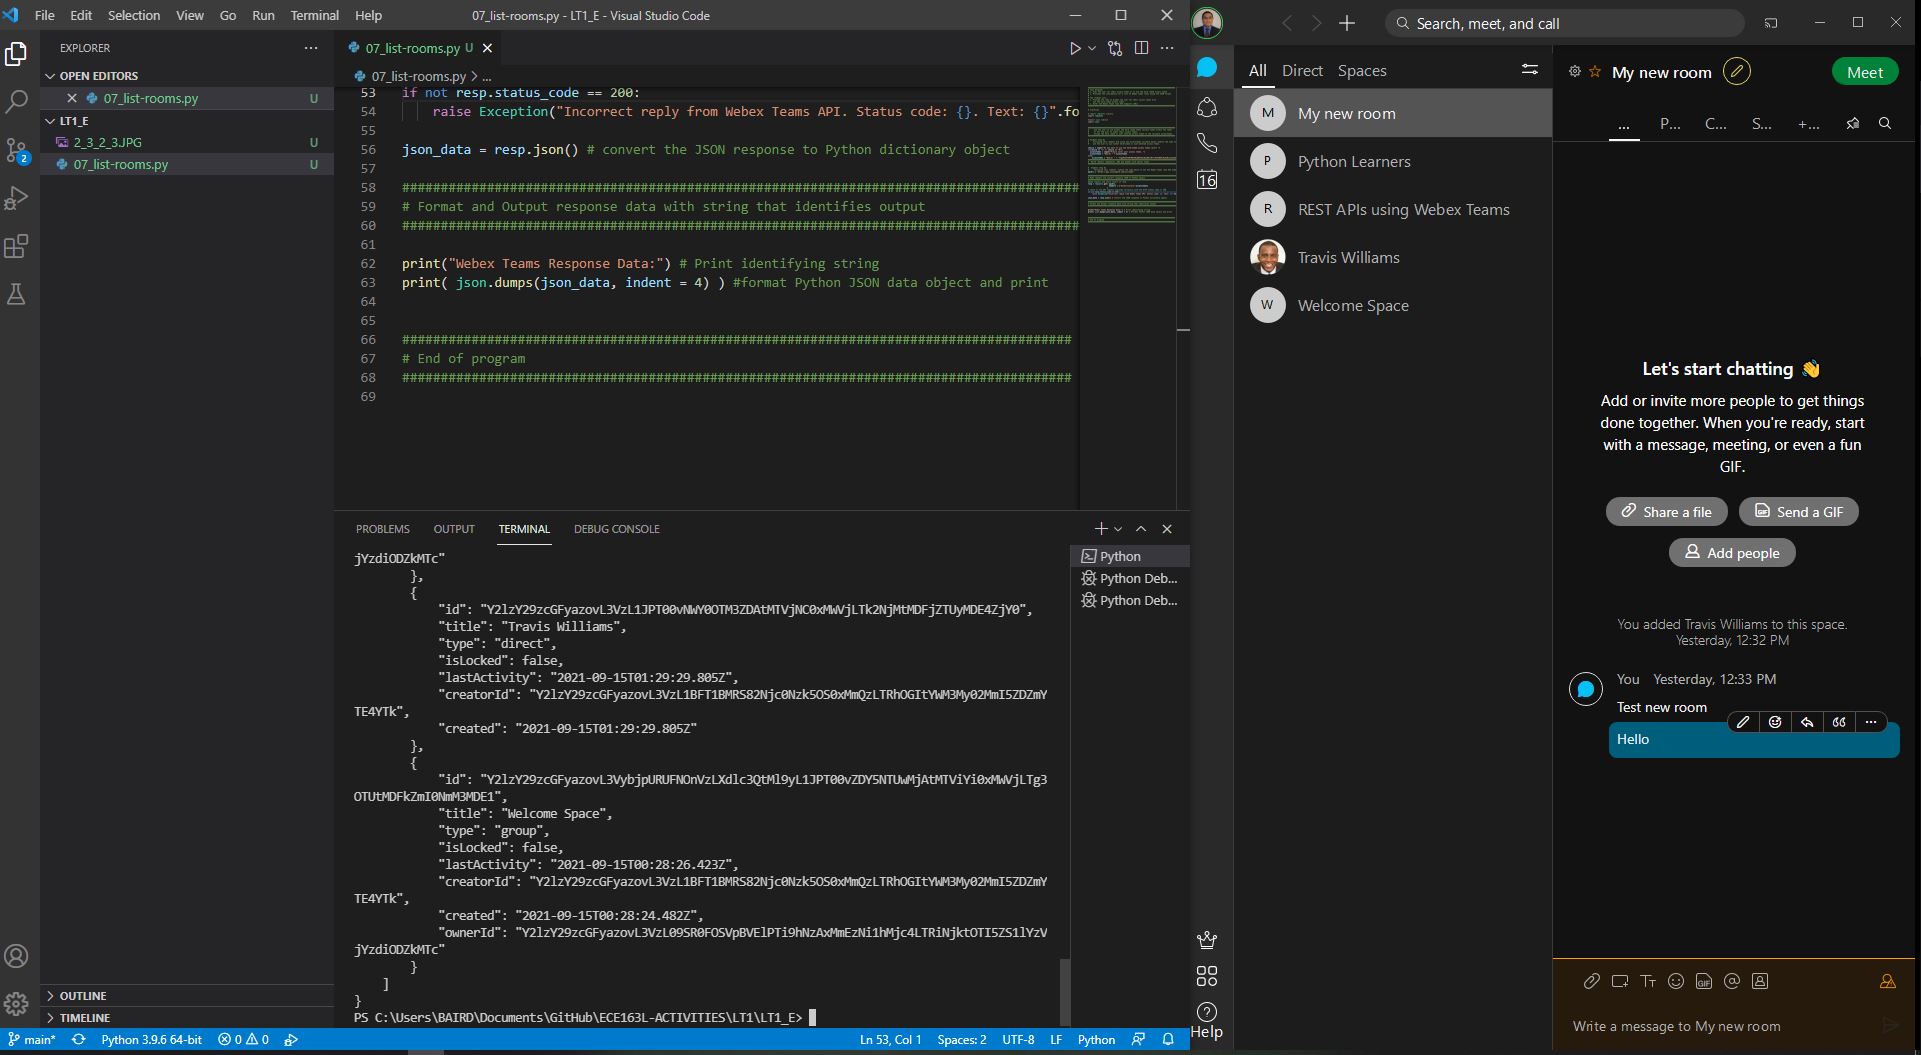 File Edit Selection View Go Run Terminal Help
07_list-rooms.py - LT1_E - Visual Studio Code
EXPLORER
OPEN EDITORS
07_list-rooms.py U
LT1_E
2_3_2_3.JPG U
07_list-rooms.py U
2
OUTLINE
TIMELINE
07_list-rooms.py U
07_list-rooms.py > ...
53 if not resp.status_code == 200:
54 raise Exception("Incorrect reply from Webex Teams API. Status code: {}. Text: {}".fo
55
56 json_data = resp.json() # convert the JSON response to Python dictionary object
57
58 ########################################################################################
59 # Format and Output response data with string that identifies output
60 ########################################################################################
61
62 print("Webex Teams Response Data:") # Print identifying string
63 print( json.dumps(json_data, indent = 4) ) #format Python JSON data object and print
64
65
66 #######################################################################################
67 # End of program
68 #######################################################################################
69
PROBLEMS OUTPUT TERMINAL DEBUG CONSOLE
Python
Python Deb...
Python Deb...
jYzdiODZkMTc"
},
{
"id": "Y2lzY29zcGFyazovL3VzL1JPT00vNWY0OTM3ZDAtMTVjNC0xMWVjLTk2NjMtMDFjZTUyMDE4ZjY0",
"title": "Travis Williams",
"type": "direct",
"isLocked": false,
"lastActivity": "2021-09-15T01:29:29.805Z",
"creatorId": "Y2lzY29zcGFyazovL3VzL1BFT1BMRS82Njc0Nzk5OS0xMmQzLTRhOGItYWM3My02MmI5ZDZmY
TE4YTk",
"created": "2021-09-15T01:29:29.805Z"
},
{
"id": "Y2lzY29zcGFyazovL3VybjpURUFNOnVzLXdlc3QtMl9yL1JPT00vZDY5NTUwMjAtMTViYi0xMWVjLTg3
OTUtMDFkZmI0NmM3MDE1",
"title": "Welcome Space",
"type": "group",
"isLocked": false,
"lastActivity": "2021-09-15T00:28:26.423Z",
"creatorId": "Y2lzY29zcGFyazovL3VzL1BFT1BMRS82Njc0Nzk5OS0xMmQzLTRhOGItYWM3My02MmI5ZDZmY
TE4YTk",
"created": "2021-09-15T00:28:24.482Z",
"ownerId": "Y2lzY29zcGFyazovL3VzL09SR0FOSVpBVElPTi9hNzAxMmEzNi1hMjc4LTRiNjktOTI5ZS1lYzV
jYzdiODZkMTc"
}
]
}
PS C:\Users\BAIRD\Documents\GitHub\ECE163L-ACTIVITIES\LT1\LT1_E>
main* Python 3.9.6 64-bit 0 0 Ln 53, Col 1 Spaces: 2 UTF-8 LF Python
Search, meet, and call
All Direct Spaces
16
Help
M My new room
P Python Learners
R REST APIs using Webex Teams
Travis Williams
W Welcome Space
My new room
Meet
... P... C... S... +...
Let's start chatting 👋
Add or invite more people to get things
done together. When you're ready, start
with a message, meeting, or even a fun
GIF.
Share a file
Send a GIF
Add people
You added Travis Williams to this space.
Yesterday, 12:32 PM
You Yesterday, 12:33 PM
Test new room
Hello
Write a message to My new room